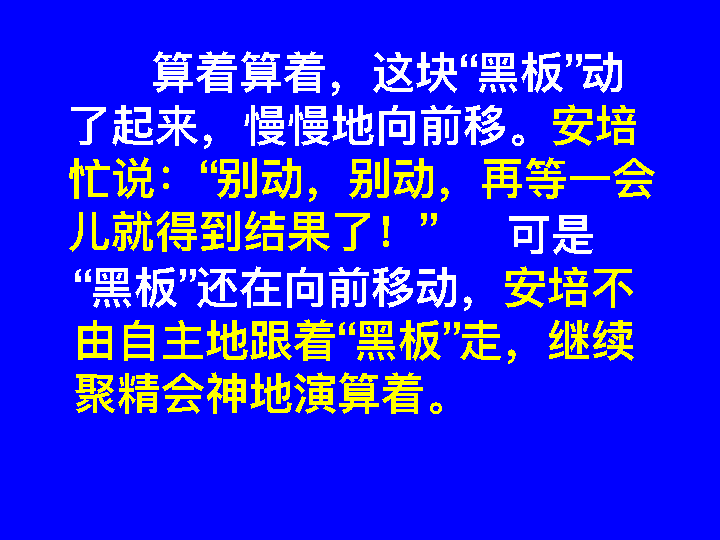 算着算着，这块“黑板”动
了起来，慢慢地向前移。安培
忙说：“别动，别动，再等一会
儿就得到结果了！” 可是
“黑板”还在向前移动，安培不
由自主地跟着“黑板”走，继续
聚精会神地演算着。